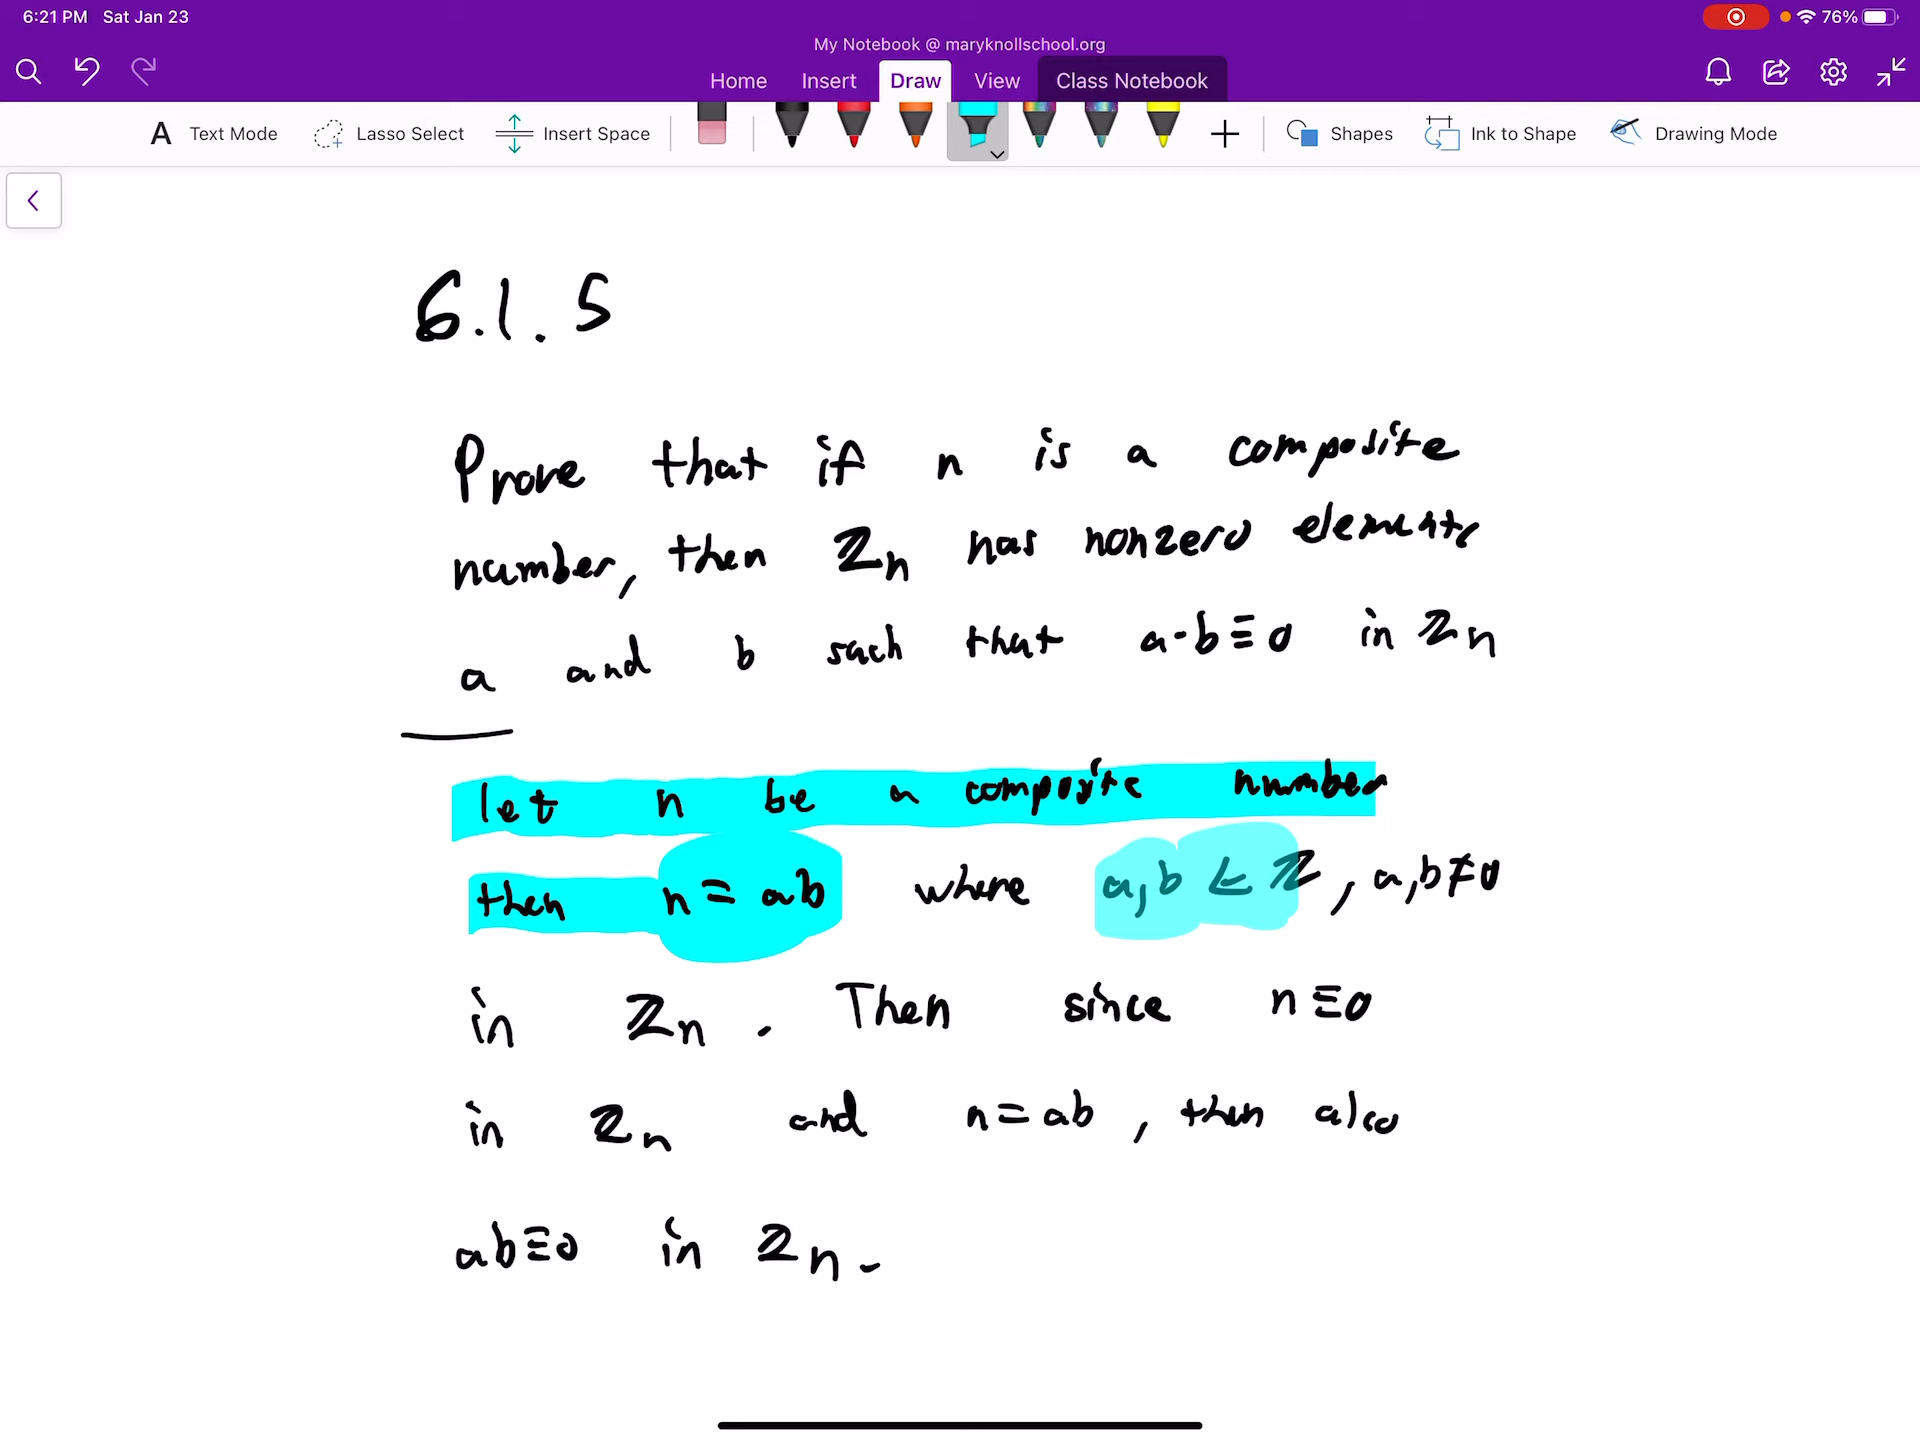 6:21 PM Sat Jan 23
76%
My Notebook @ maryknollschool.org
Home Insert Draw View Class Notebook
Text Mode Lasso Select Insert Space Shapes Ink to Shape Drawing Mode
6.1.5
Prove that if n is a composite
number, then ℤn has nonzero elements
a and b such that a·b≡0 in ℤn
let n be a composite number
then n = ab where a,b ∈ ℤ, a,b≠0
in ℤn. Then since n≡0
in ℤn and n=ab, then also
ab≡0 in ℤn.